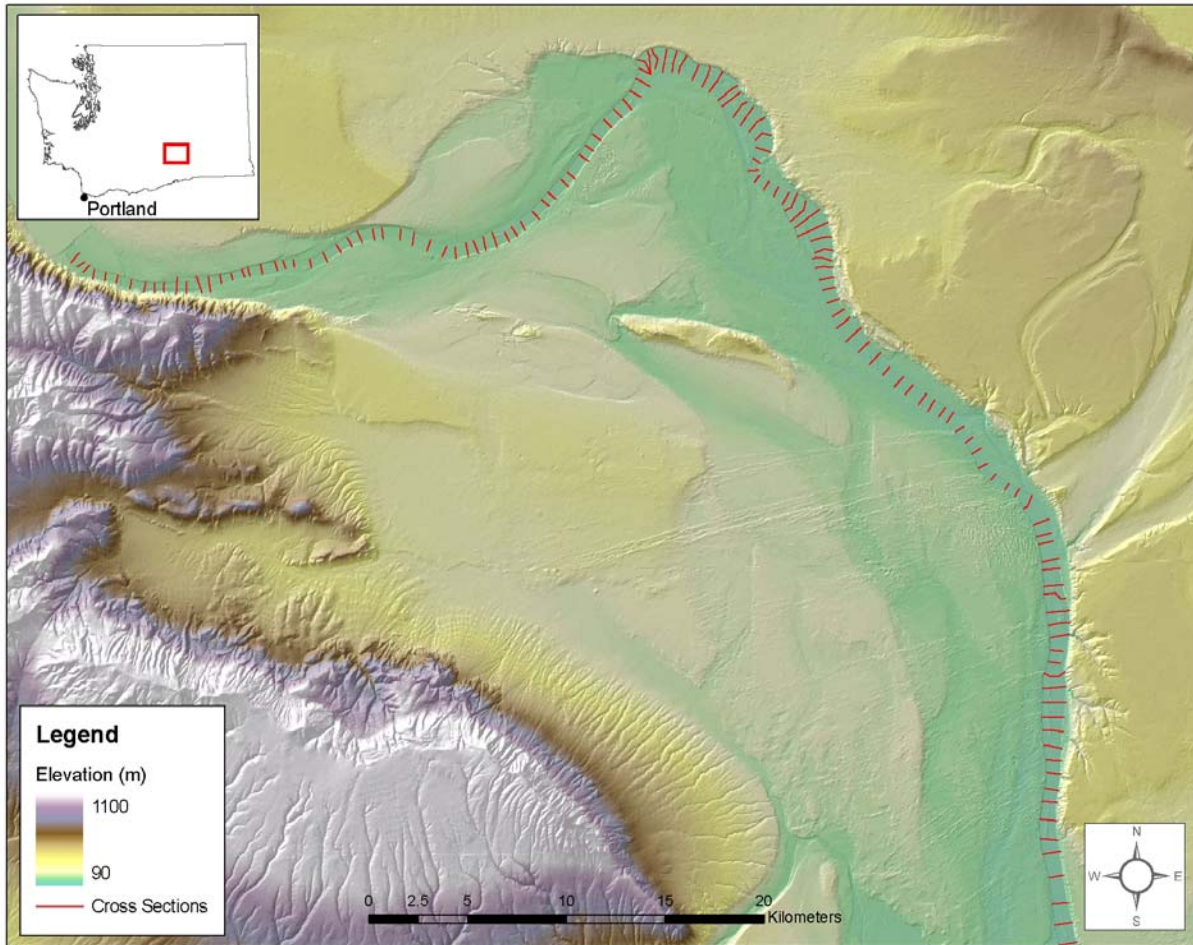 Portland
Legend
Elevation (m)
1100
90
Cross Sections
0 2.5 5 10 15 20
Kilometers
N
W E
S